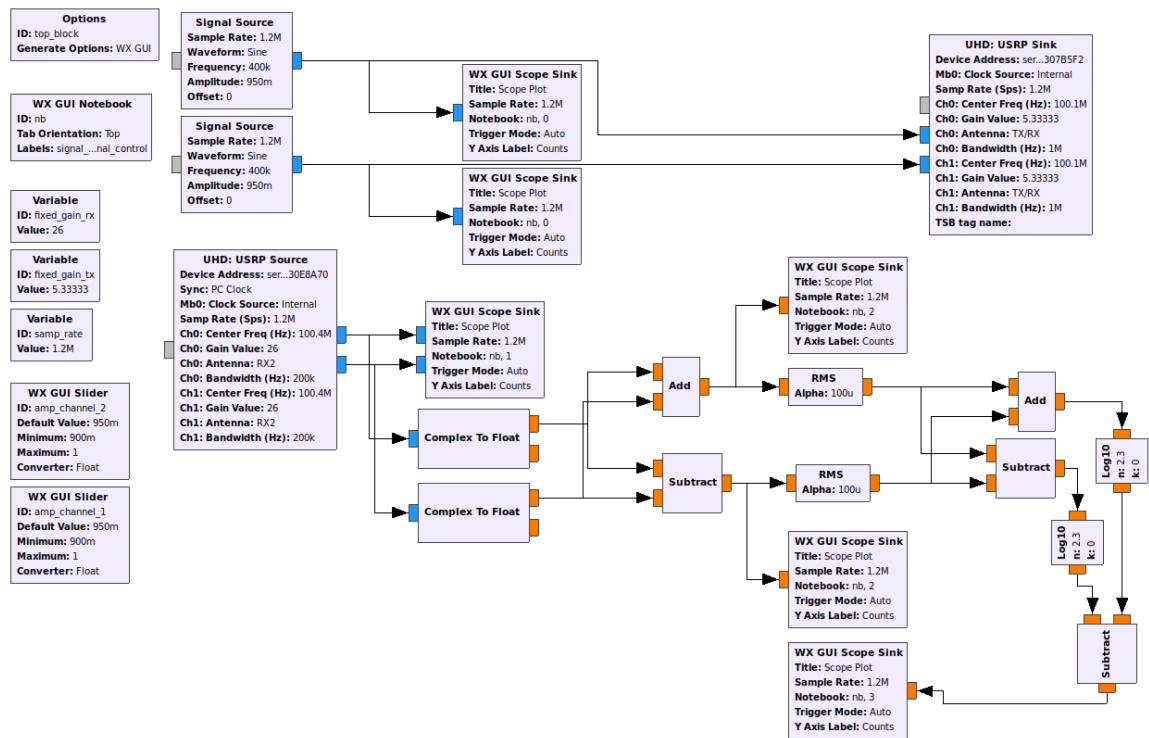 Options
ID: top_block
Generate Options: WX GUI
WX GUI Notebook
ID: nb
Tab Orientation: Top
Labels: signal_...nal_control
Variable
ID: fixed_gain_rx
Value: 26
Variable
ID: fixed_gain_tx
Value: 5.33333
Variable
ID: samp_rate
Value: 1.2M
WX GUI Slider
ID: amp_channel_2
Default Value: 950m
Minimum: 900m
Maximum: 1
Converter: Float
WX GUI Slider
ID: amp_channel_1
Default Value: 950m
Minimum: 900m
Maximum: 1
Converter: Float
Signal Source
Sample Rate: 1.2M
Waveform: Sine
Frequency: 400k
Amplitude: 950m
Offset: 0
Signal Source
Sample Rate: 1.2M
Waveform: Sine
Frequency: 400k
Amplitude: 950m
Offset: 0
WX GUI Scope Sink
Title: Scope Plot
Sample Rate: 1.2M
Notebook: nb, 0
Trigger Mode: Auto
Y Axis Label: Counts
WX GUI Scope Sink
Title: Scope Plot
Sample Rate: 1.2M
Notebook: nb, 0
Trigger Mode: Auto
Y Axis Label: Counts
UHD: USRP Sink
Device Address: ser...307B5F2
Mb0: Clock Source: Internal
Samp Rate (Sps): 1.2M
Ch0: Center Freq (Hz): 100.1M
Ch0: Gain Value: 5.33333
Ch0: Antenna: TX/RX
Ch0: Bandwidth (Hz): 1M
Ch1: Center Freq (Hz): 100.1M
Ch1: Gain Value: 5.33333
Ch1: Antenna: TX/RX
Ch1: Bandwidth (Hz): 1M
TSB tag name:
UHD: USRP Source
Device Address: ser...30E8A70
Sync: PC Clock
Mb0: Clock Source: Internal
Samp Rate (Sps): 1.2M
Ch0: Center Freq (Hz): 100.4M
Ch0: Gain Value: 26
Ch0: Antenna: RX2
Ch0: Bandwidth (Hz): 200k
Ch1: Center Freq (Hz): 100.4M
Ch1: Gain Value: 26
Ch1: Antenna: RX2
Ch1: Bandwidth (Hz): 200k
WX GUI Scope Sink
Title: Scope Plot
Sample Rate: 1.2M
Notebook: nb, 1
Trigger Mode: Auto
Y Axis Label: Counts
Complex To Float
Complex To Float
Add
Subtract
WX GUI Scope Sink
Title: Scope Plot
Sample Rate: 1.2M
Notebook: nb, 2
Trigger Mode: Auto
Y Axis Label: Counts
RMS
Alpha: 100u
RMS
Alpha: 100u
WX GUI Scope Sink
Title: Scope Plot
Sample Rate: 1.2M
Notebook: nb, 2
Trigger Mode: Auto
Y Axis Label: Counts
Add
Subtract
Log10
n: 2.3
k: 0
Log10
n: 2.3
k: 0
Subtract
WX GUI Scope Sink
Title: Scope Plot
Sample Rate: 1.2M
Notebook: nb, 3
Trigger Mode: Auto
Y Axis Label: Counts